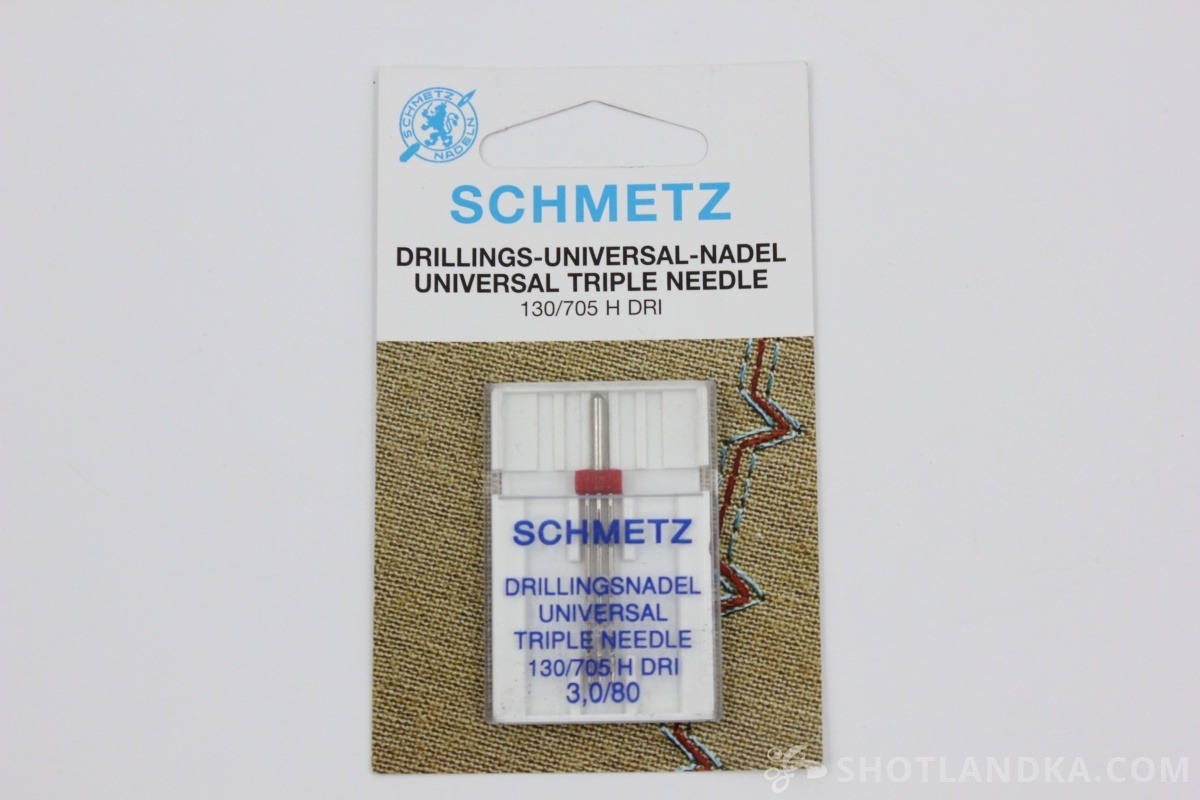 SCHMETZ
NADELN
SCHMETZ
DRILLINGS-UNIVERSAL-NADEL
UNIVERSAL TRIPLE NEEDLE
130/705 H DRI
SCHMETZ
DRILLINGSNADEL
UNIVERSAL
TRIPLE NEEDLE
130/705 H DRI
3,0/80
SHOTLANDKA.COM